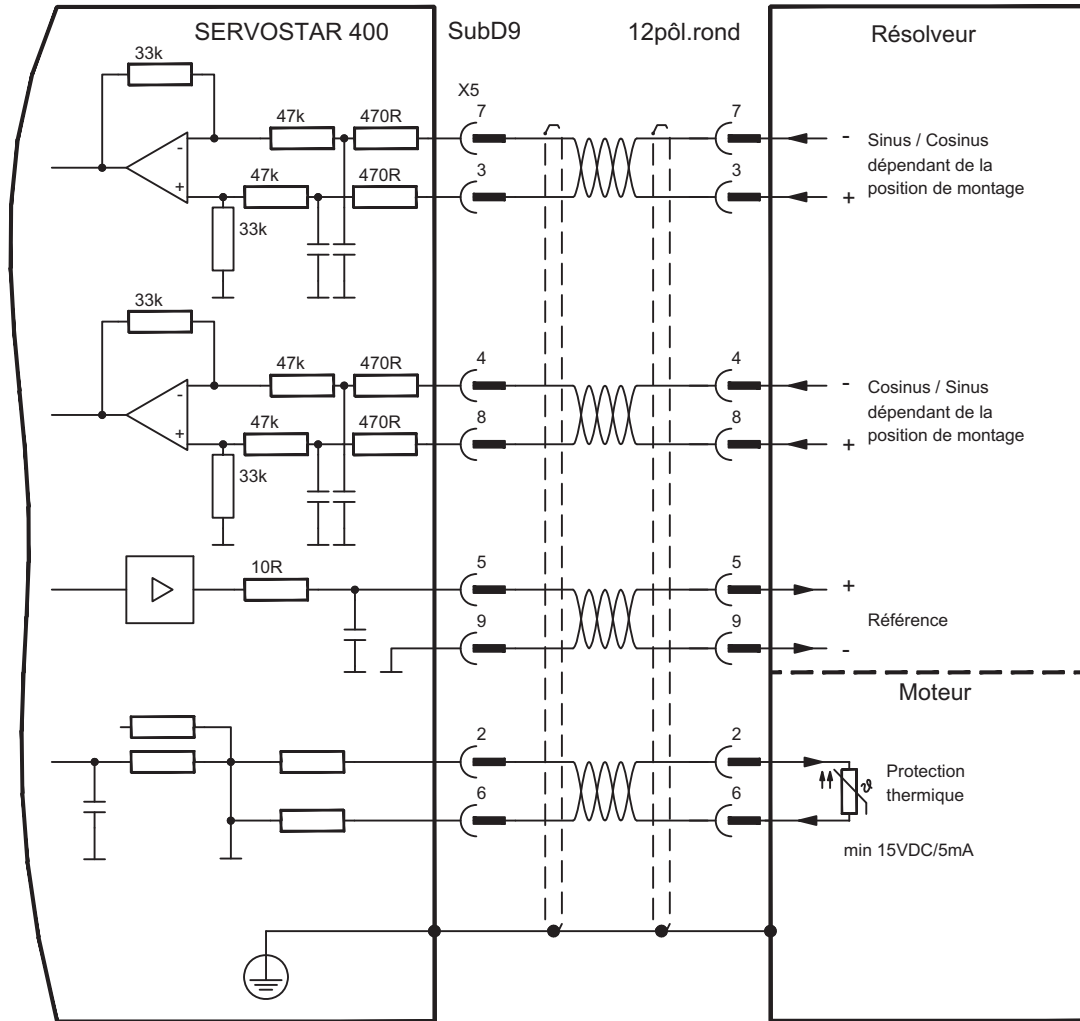 SERVOSTAR 400
SubD9
12pôl.rond
Résolveur
33k
X5
47k
470R
7
7
-
Sinus / Cosinus
dépendant de la
position de montage
-
+
47k
470R
3
3
+
33k
33k
47k
470R
4
4
-
Cosinus / Sinus
dépendant de la
position de montage
-
+
47k
470R
8
8
+
33k
10R
5
5
+
Référence
9
9
-
Moteur
2
2
Protection
thermique
ϑ
6
6
min 15VDC/5mA